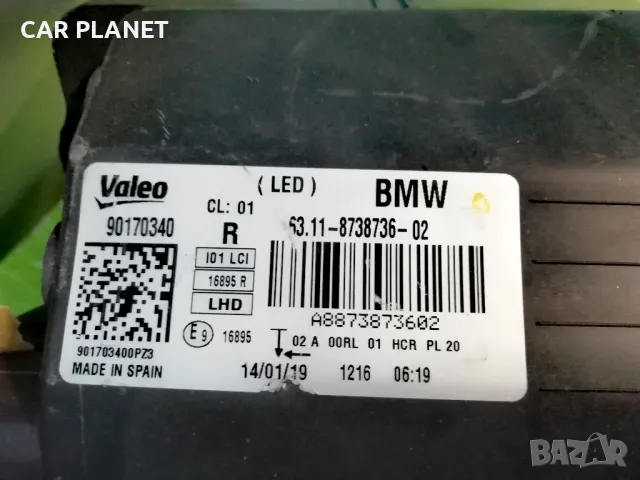 CAR PLANET
Valeo
( LED )
BMW
CL: 01
90170340
R
63.11-8738736-02
I01 LCI
16895 R
LHD
A8873873602
E9
16895
02 A 00RL 01 HCR PL 20
901703400PZ3
MADE IN SPAIN
14/01/19
1216
06:19
BAZAR